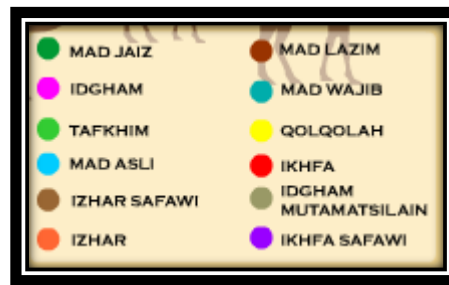 MAD JAIZ
IDGHAM
TAFKHIM
MAD ASLI
IZHAR SAFAWI
IZHAR
MAD LAZIM
MAD WAJIB
QOLQOLAH
IKHFA
IDGHAM
MUTAMATSILAIN
IKHFA SAFAWI